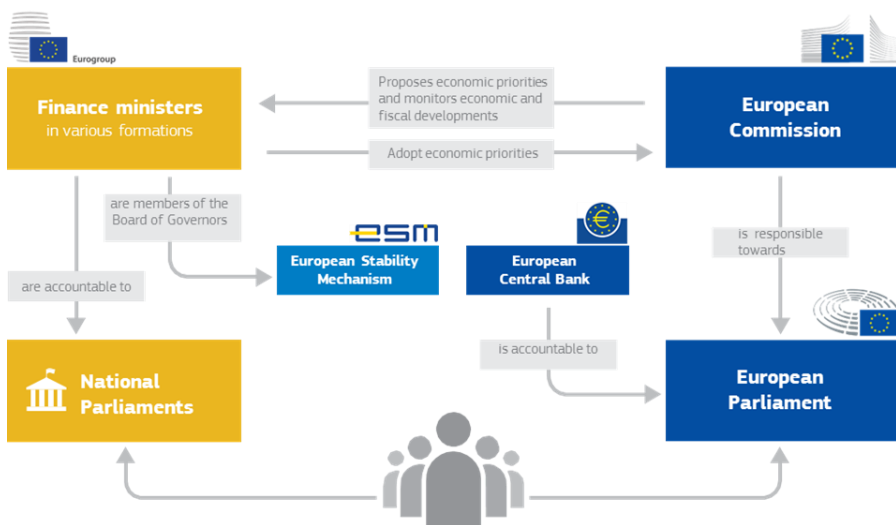 Eurogroup
Finance ministers
in various formations
Proposes economic priorities
and monitors economic and
fiscal developments
European
Commission
Adopt economic priorities
are members of the
Board of Governors
esm
European Stability
Mechanism
€
European
Central Bank
is responsible
towards
are accountable to
is accountable to
National
Parliaments
European
Parliament